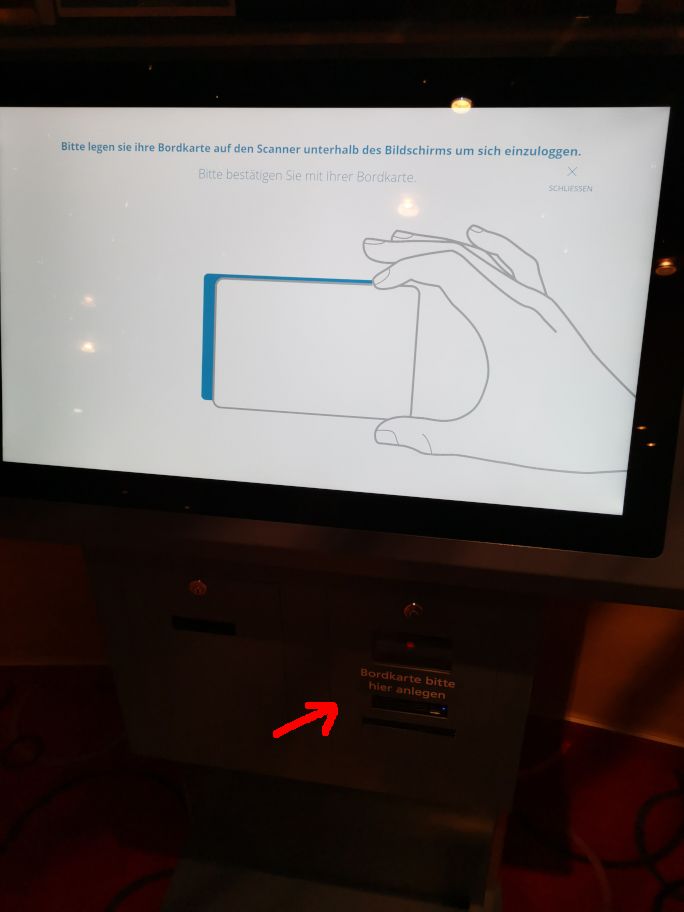 Bitte legen sie ihre Bordkarte auf den Scanner unterhalb des Bildschirms um sich einzuloggen.
Bitte bestätigen Sie mit Ihrer Bordkarte.
SCHLIESSEN
Bordkarte bitte
hier anlegen